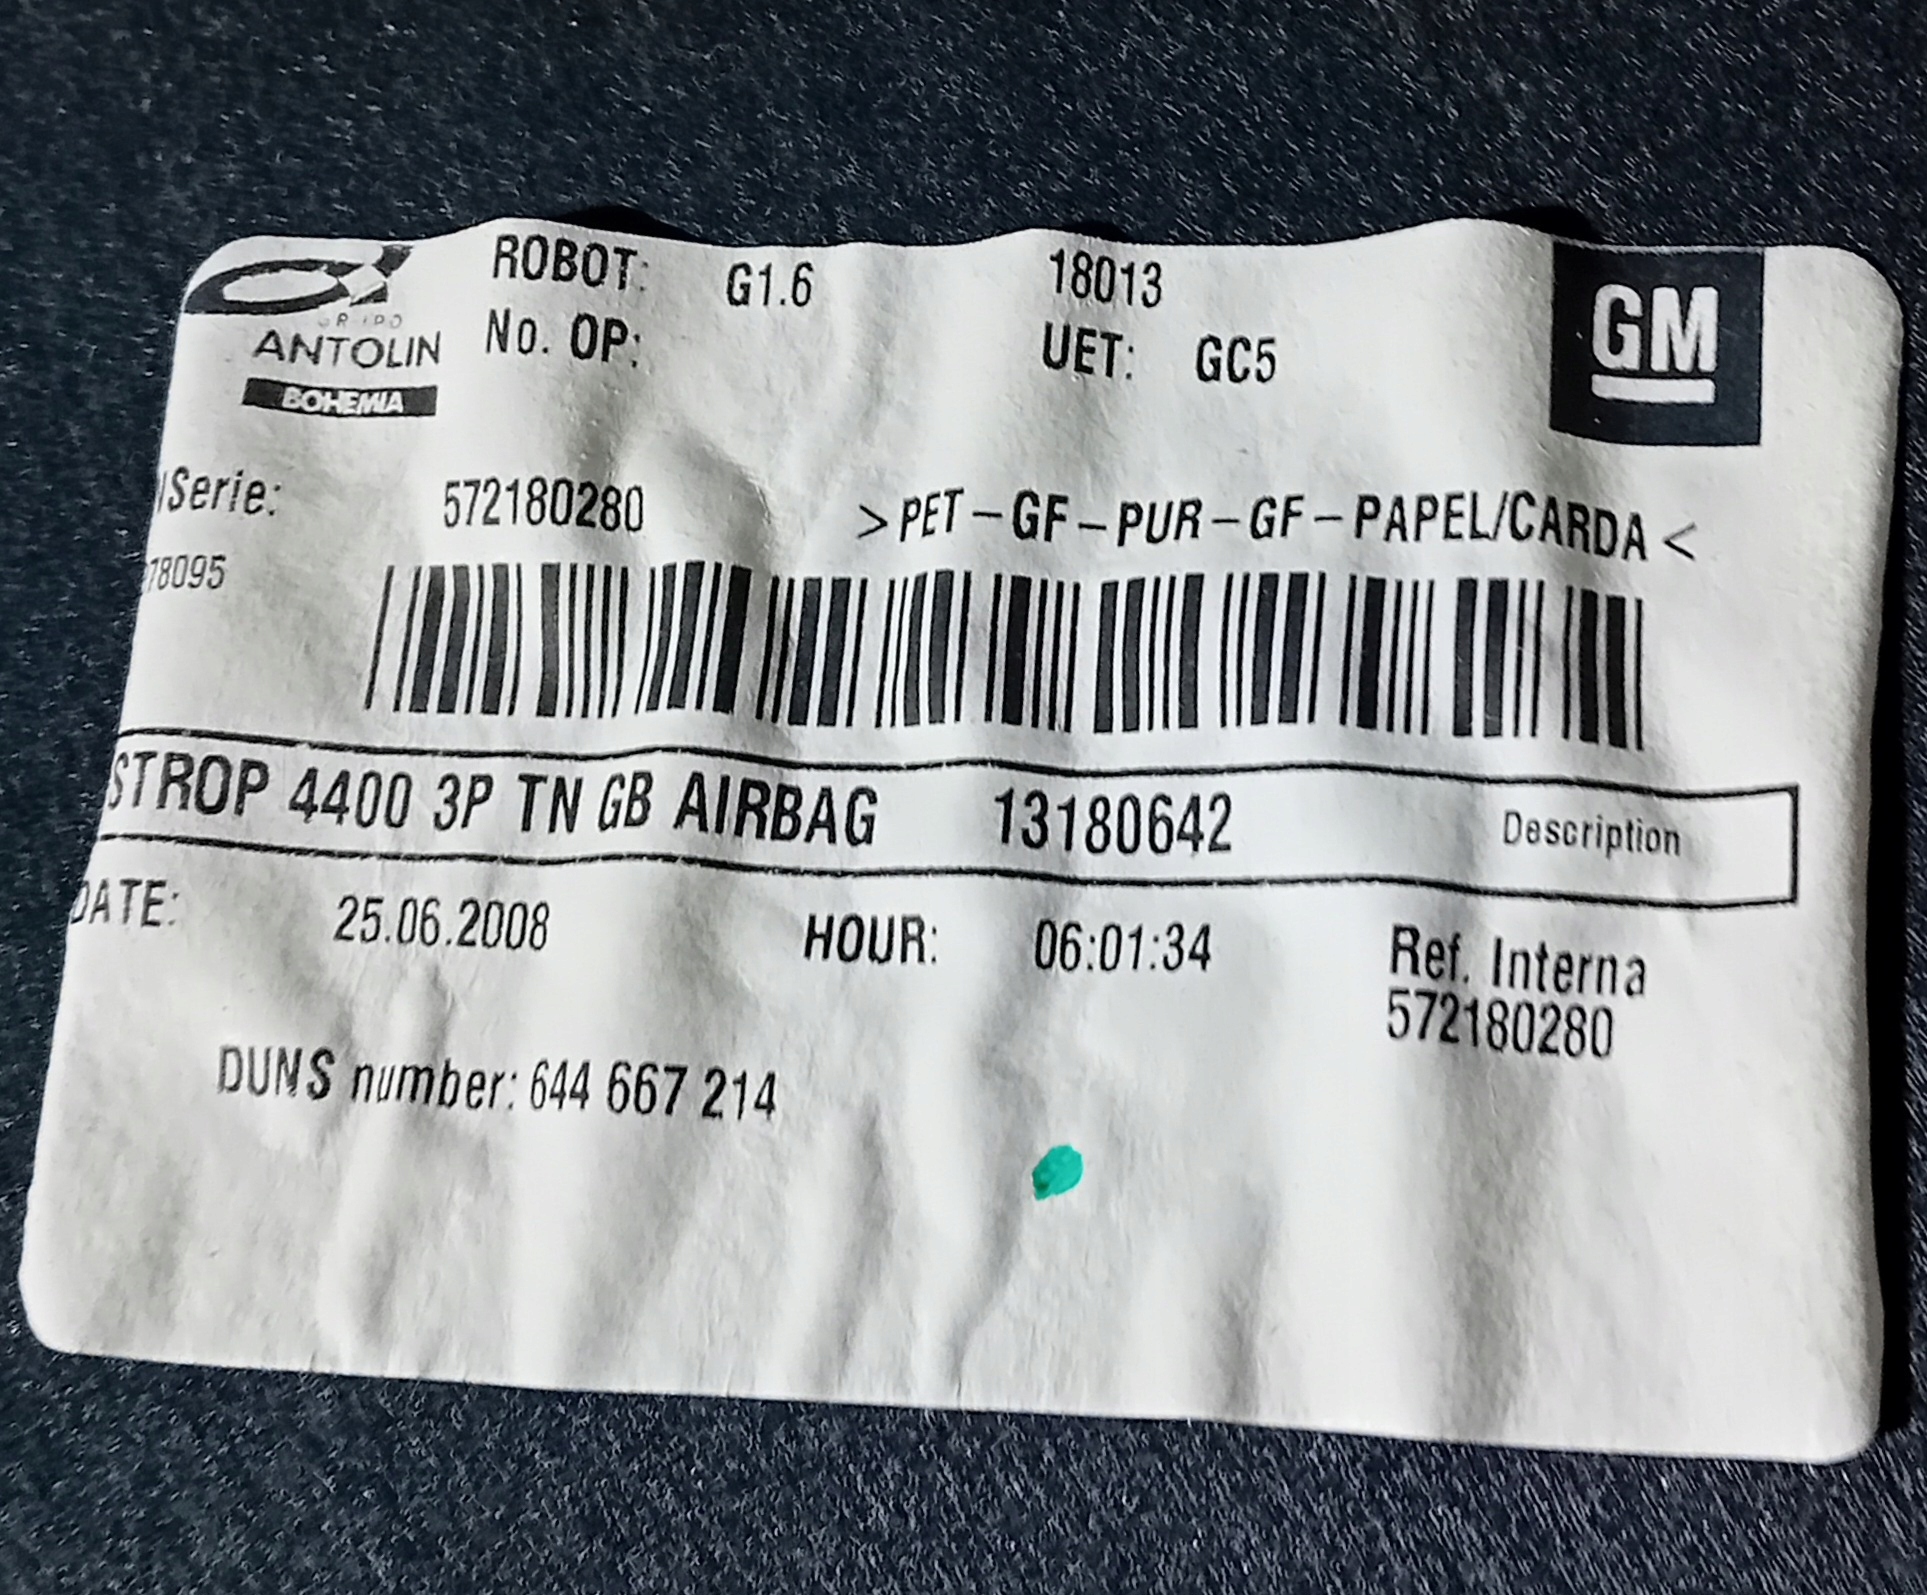 ROBOT: G1.6 18013
GRUPO
ANTOLIN
BOHEMIA
No. OP: UET: GC5
GM
Serie: 572180280 >PET-GF-PUR-GF-PAPEL/CARDA<
78095
STROP 4400 3P TN GB AIRBAG 13180642 Description
DATE: 25.06.2008 HOUR: 06:01:34 Ref. Interna
572180280
DUNS number: 644 667 214